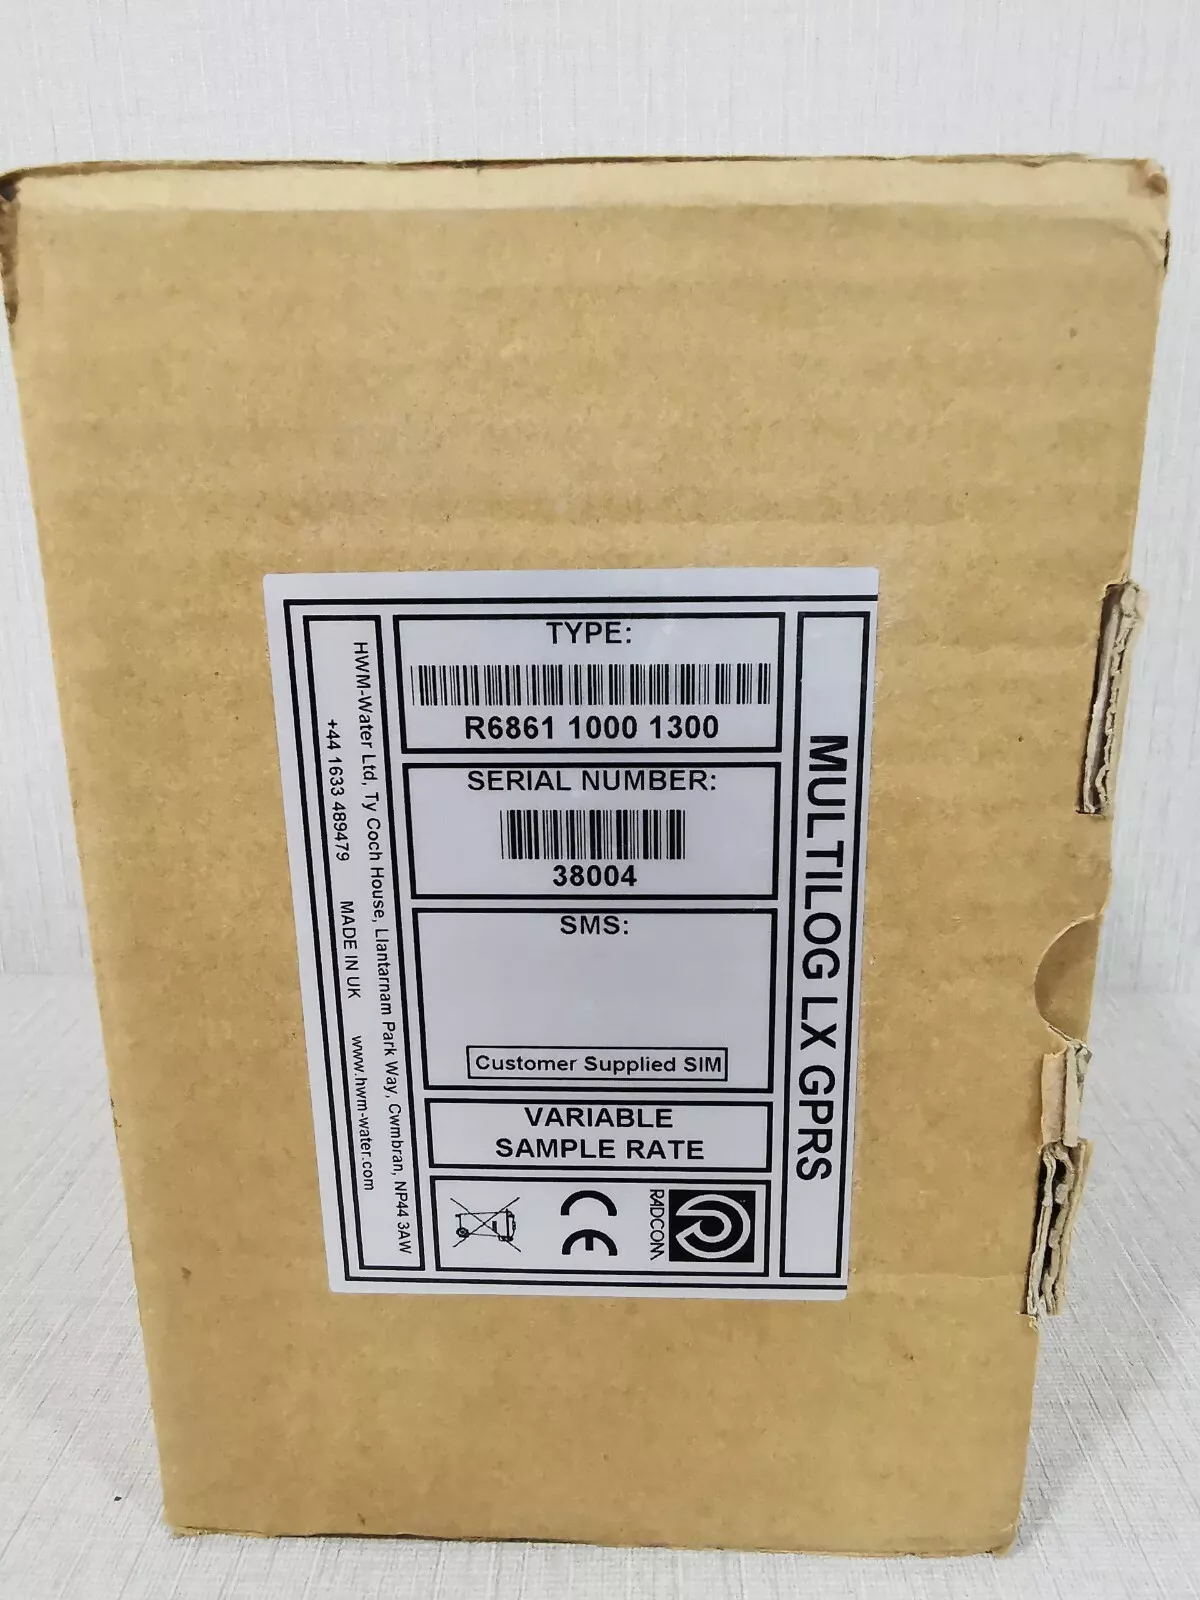 TYPE:
R6861 1000 1300
SERIAL NUMBER:
38004
SMS:
Customer Supplied SIM
VARIABLE
SAMPLE RATE
RADCOM
CE
MULTILOG LX GPRS
HWM-Water Ltd, Ty Coch House, Llantarnam Park Way, Cwmbran, NP44 3AW
+44 1633 489479 MADE IN UK www.hwm-water.com